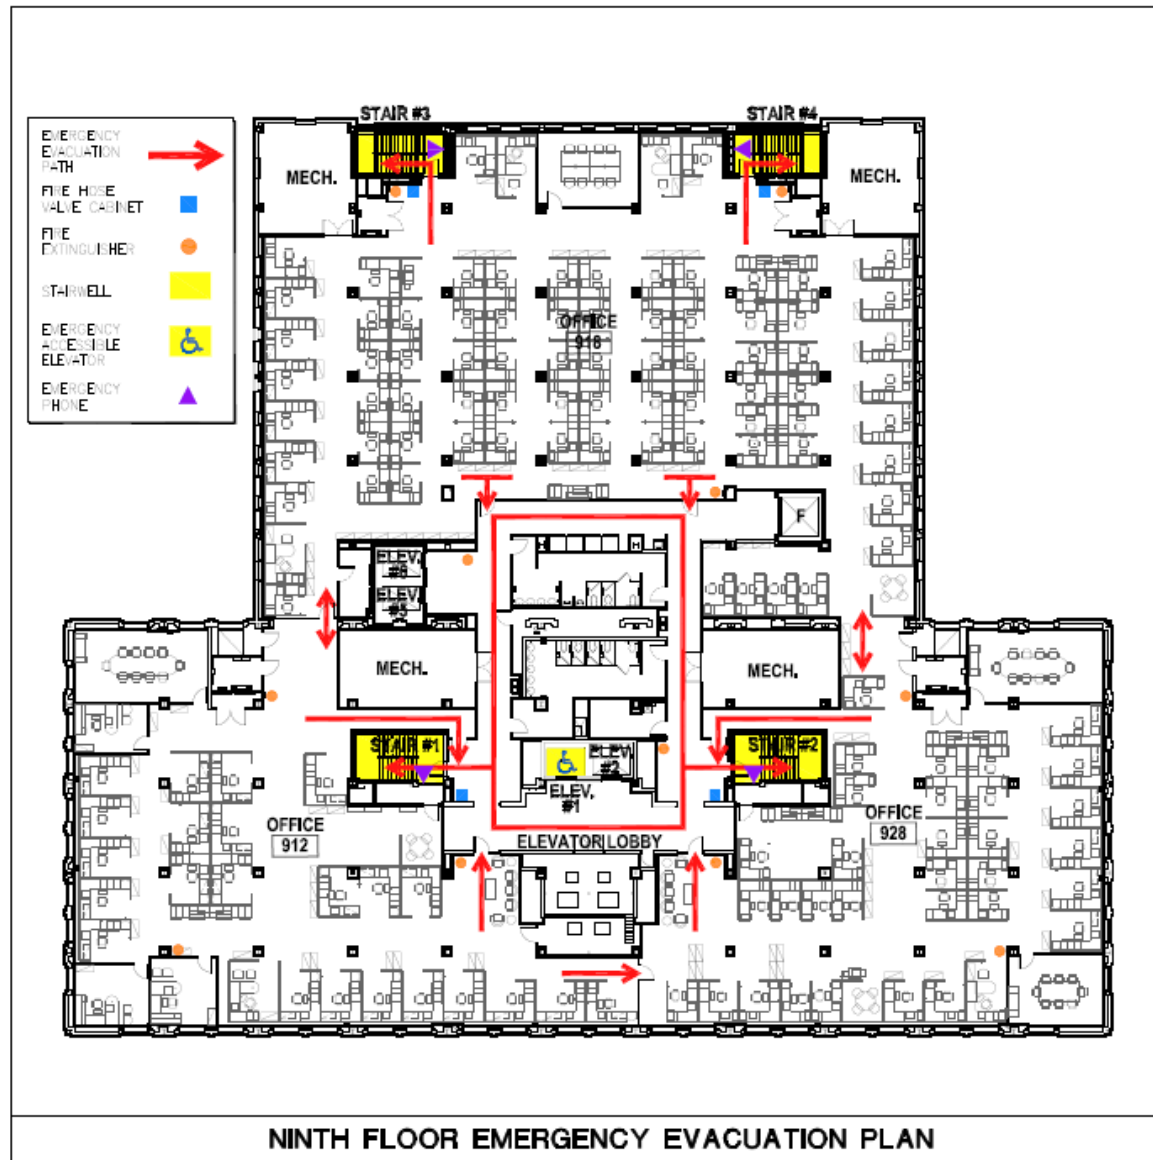 STAIR #3
STAIR #4
EMERGENCY
EVACUATION
PATH
FIRE HOSE
VALVE CABINET
FIRE
EXTINGUISHER
STAIRWELL
EMERGENCY
ACCESSIBLE
ELEVATOR
EMERGENCY
PHONE
MECH.
MECH.
OFFICE
918
F
ELEV.
#6
ELEV.
#5
MECH.
MECH.
STAIR #1
STAIR #2
ELEV.
#2
ELEV.
#1
OFFICE
912
OFFICE
928
ELEVATOR LOBBY
H
H
NINTH FLOOR EMERGENCY EVACUATION PLAN